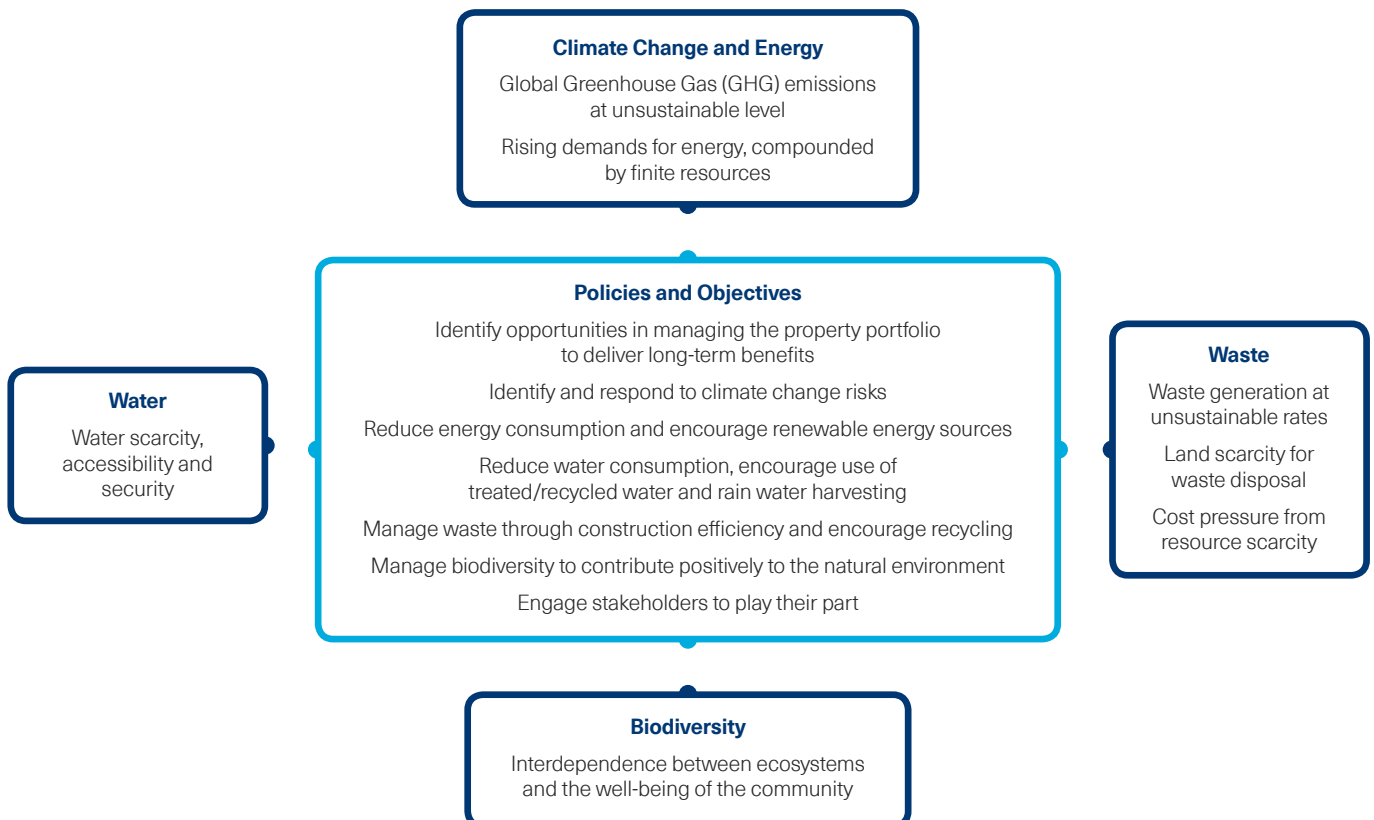 Climate Change and Energy
Global Greenhouse Gas (GHG) emissions
at unsustainable level
Rising demands for energy, compounded
by finite resources
Policies and Objectives
Identify opportunities in managing the property portfolio
to deliver long-term benefits
Identify and respond to climate change risks
Reduce energy consumption and encourage renewable energy sources
Reduce water consumption, encourage use of
treated/recycled water and rain water harvesting
Manage waste through construction efficiency and encourage recycling
Manage biodiversity to contribute positively to the natural environment
Engage stakeholders to play their part
Water
Water scarcity,
accessibility and
security
Waste
Waste generation at
unsustainable rates
Land scarcity for
waste disposal
Cost pressure from
resource scarcity
Biodiversity
Interdependence between ecosystems
and the well-being of the community